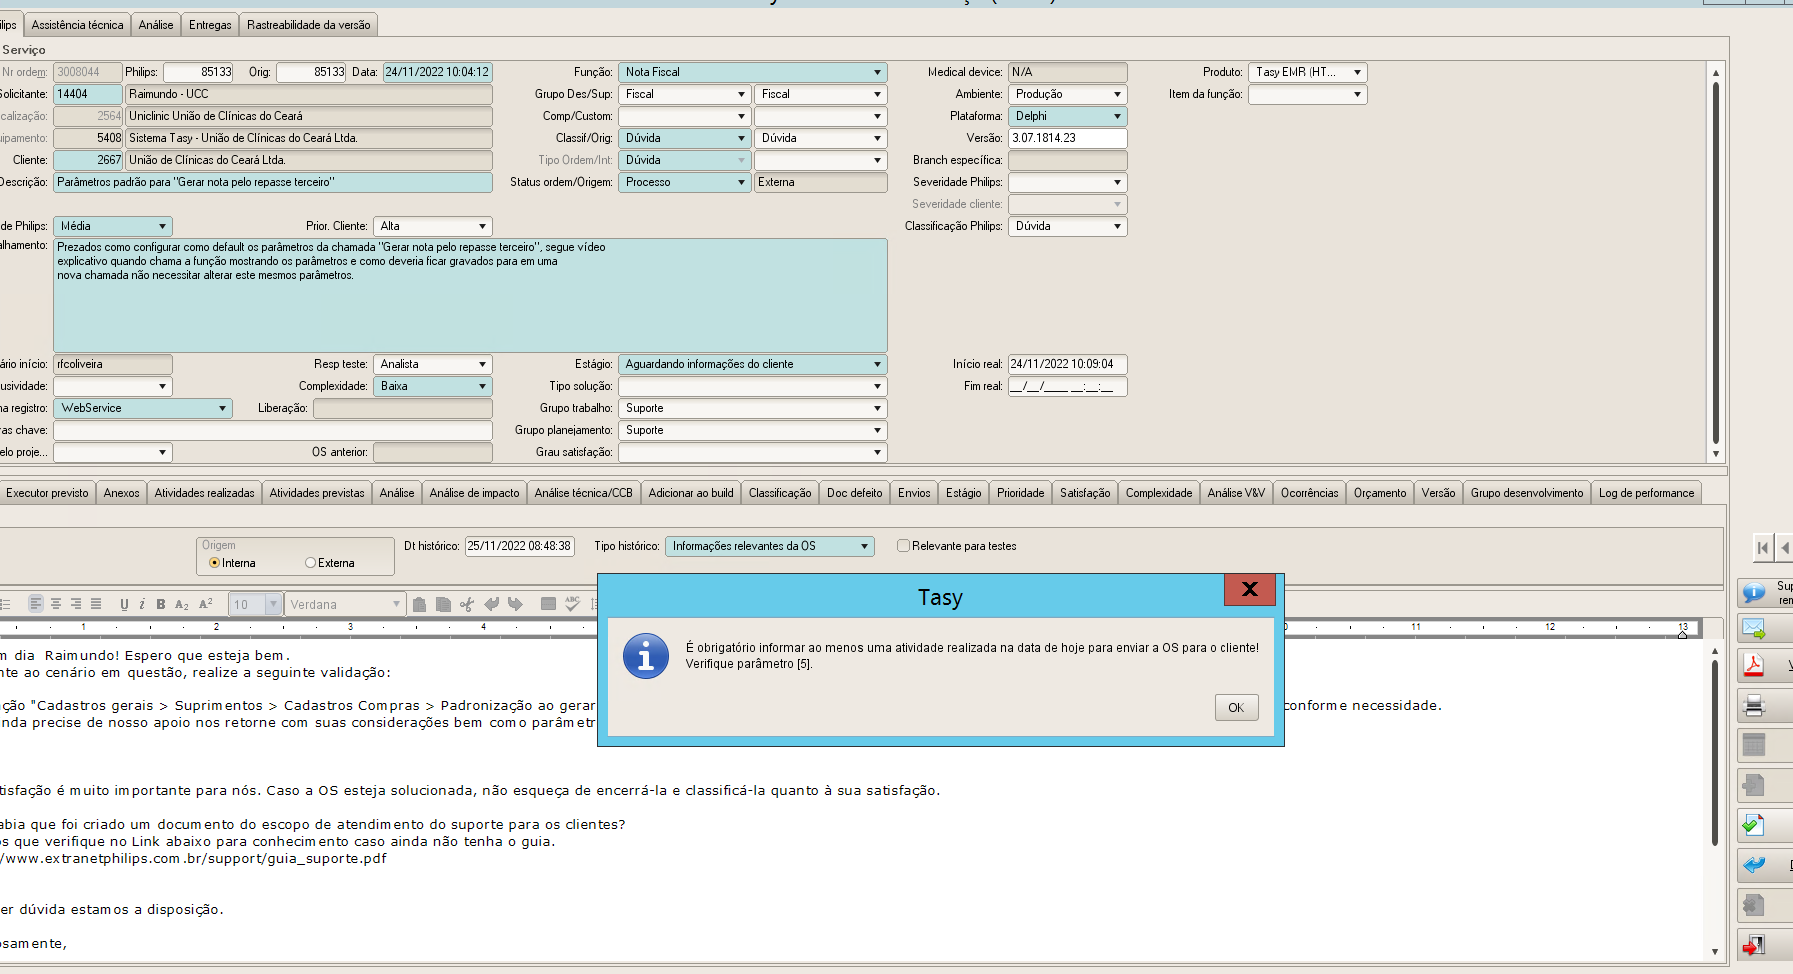 Assistência técnica
Análise
Entregas
Rastreabilidade da versão
Serviço
Nr ordem: 3008044 Philips: 85133 Orig: 85133 Data: 24/11/2022 10:04:12 Função: Nota Fiscal Medical device: N/A Produto: Tasy EMR (HT...
Solicitante: 14404 Raimundo - UCC Grupo Des/Sup: Fiscal Fiscal Ambiente: Produção Item da função:
2564 Uniclinic União de Clínicas do Ceará Comp/Custom: Plataforma: Delphi
5408 Sistema Tasy - União de Clínicas do Ceará Ltda. Classif/Orig: Dúvida Dúvida Versão: 3.07.1814.23
Cliente: 2667 União de Clínicas do Ceará Ltda. Tipo Ordem/Int: Dúvida Branch específica:
Descrição: Parâmetros padrão para "Gerar nota pelo repasse terceiro" Status ordem/Origem: Processo Externa Severidade Philips:
Severidade cliente:
de Philips: Média Prior. Cliente: Alta Classificação Philips: Dúvida
alhamento: Prezados como configurar como default os parâmetros da chamada "Gerar nota pelo repasse terceiro", segue vídeo
explicativo quando chama a função mostrando os parâmetros e como deveria ficar gravados para em uma
nova chamada não necessitar alterar este mesmos parâmetros.
ário início: rfcoliveira Resp teste: Analista Estágio: Aguardando informações do cliente Início real: 24/11/2022 10:09:04
usividade: Complexidade: Baixa Tipo solução: Fim real: __/__/____ __:__:__
na registro: WebService Liberação: Grupo trabalho: Suporte
ras chave: Grupo planejamento: Suporte
elo proje... OS anterior: Grau satisfação:
Executor previsto Anexos Atividades realizadas Atividades previstas Análise Análise de impacto Análise técnica/CCB Adicionar ao build Classificação Doc defeito Envios Estágio Prioridade Satisfação Complexidade Análise V&V Ocorrências Orçamento Versão Grupo desenvolvimento Log de performance
Origem
Interna Externa
Dt histórico: 25/11/2022 08:48:38 Tipo histórico: Informações relevantes da OS Relevante para testes
10 Verdana
1 2 3 4 11 12 13
Tasy
É obrigatório informar ao menos uma atividade realizada na data de hoje para enviar a OS para o cliente!
Verifique parâmetro [5].
OK
m dia Raimundo! Espero que esteja bem.
nte ao cenário em questão, realize a seguinte validação:
ção "Cadastros gerais > Suprimentos > Cadastros Compras > Padronização ao gerar conforme necessidade.
nda precise de nosso apoio nos retorne com suas considerações bem como parâmetr
tisfação é muito importante para nós. Caso a OS esteja solucionada, não esqueça de encerrá-la e classificá-la quanto à sua satisfação.
abia que foi criado um documento do escopo de atendimento do suporte para os clientes?
os que verifique no Link abaixo para conhecimento caso ainda não tenha o guia.
/www.extranetphilips.com.br/support/guia_suporte.pdf
er dúvida estamos a disposição.
osamente,